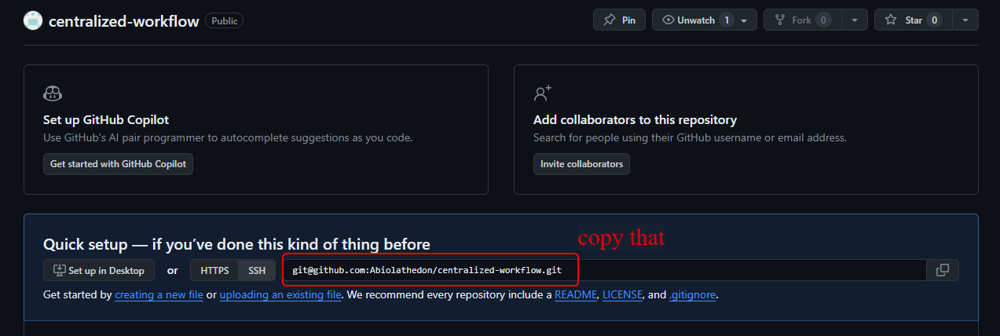 centralized-workflow Public Pin Unwatch 1 Fork 0 Star 0
Set up GitHub Copilot
Use GitHub's AI pair programmer to autocomplete suggestions as you code.
Get started with GitHub Copilot
Add collaborators to this repository
Search for people using their GitHub username or email address.
Invite collaborators
Quick setup — if you've done this kind of thing before
copy that
Set up in Desktop or HTTPS SSH git@github.com:Abiolathedon/centralized-workflow.git
Get started by creating a new file or uploading an existing file. We recommend every repository include a README, LICENSE, and .gitignore.